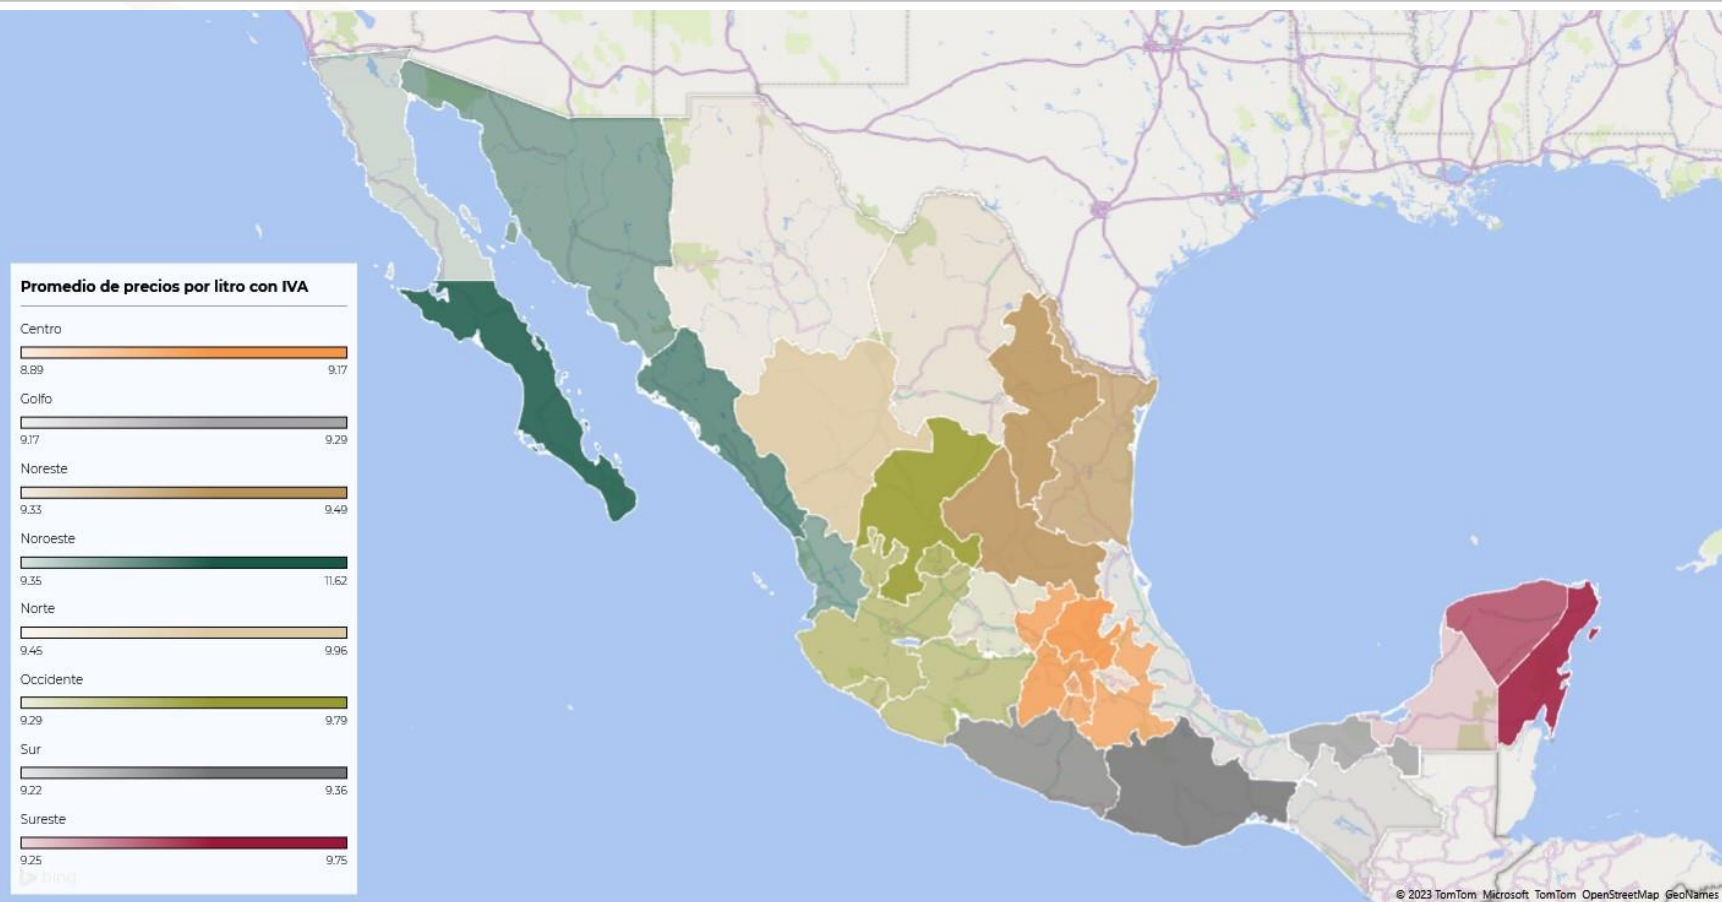 Promedio de precios por litro con IVA
Centro
8.89 9.17
Golfo
9.17 9.29
Noreste
9.33 9.49
Noroeste
9.35 11.62
Norte
9.45 9.96
Occidente
9.29 9.79
Sur
9.22 9.36
Sureste
9.25 9.75
bing
© 2023 TomTom Microsoft TomTom OpenStreetMap GeoNames